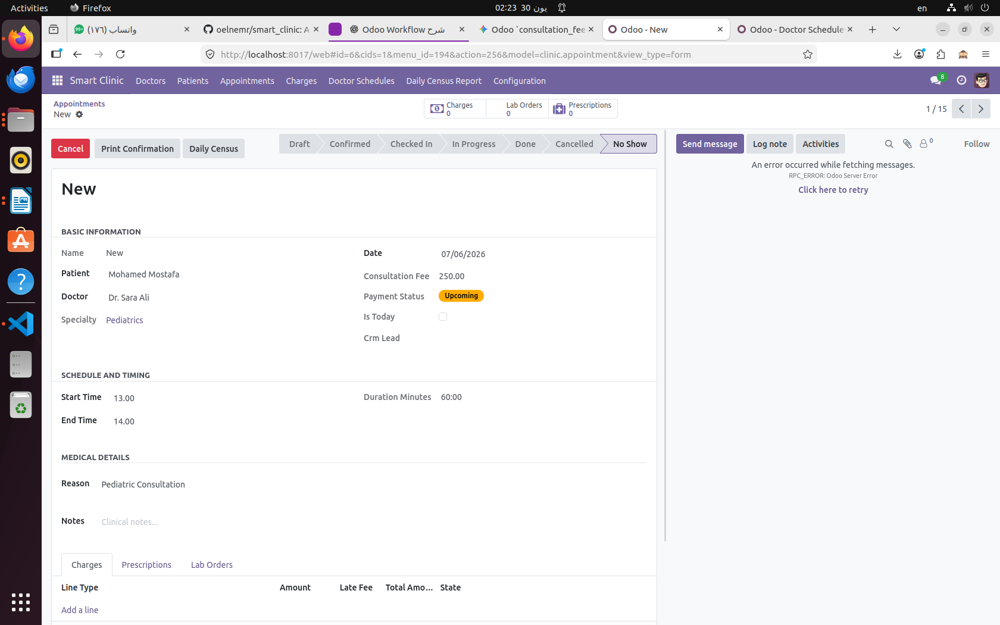 Activities
Firefox
02:23 30 يون
en
واتساب (١٧٦)
oelnemr/smart_clinic: A
Odoo Workflow شرح
Odoo `consultation_fee
Odoo - New
Odoo - Doctor Schedule
http://localhost:8017/web#id=6&cids=1&menu_id=194&action=256&model=clinic.appointment&view_type=form
Smart Clinic
Doctors
Patients
Appointments
Charges
Doctor Schedules
Daily Census Report
Configuration
8
Appointments
New
Charges
0
Lab Orders
0
Prescriptions
0
1 / 15
Cancel
Print Confirmation
Daily Census
Draft
Confirmed
Checked In
In Progress
Done
Cancelled
No Show
Send message
Log note
Activities
0
Follow
An error occurred while fetching messages.
RPC_ERROR: Odoo Server Error
Click here to retry
New
BASIC INFORMATION
Name New
Patient Mohamed Mostafa
Doctor Dr. Sara Ali
Specialty Pediatrics
Date 07/06/2026
Consultation Fee 250.00
Payment Status Upcoming
Is Today
Crm Lead
SCHEDULE AND TIMING
Start Time 13.00
End Time 14.00
Duration Minutes 60:00
MEDICAL DETAILS
Reason Pediatric Consultation
Notes Clinical notes...
Charges
Prescriptions
Lab Orders
Line Type Amount Late Fee Total Amo... State
Add a line